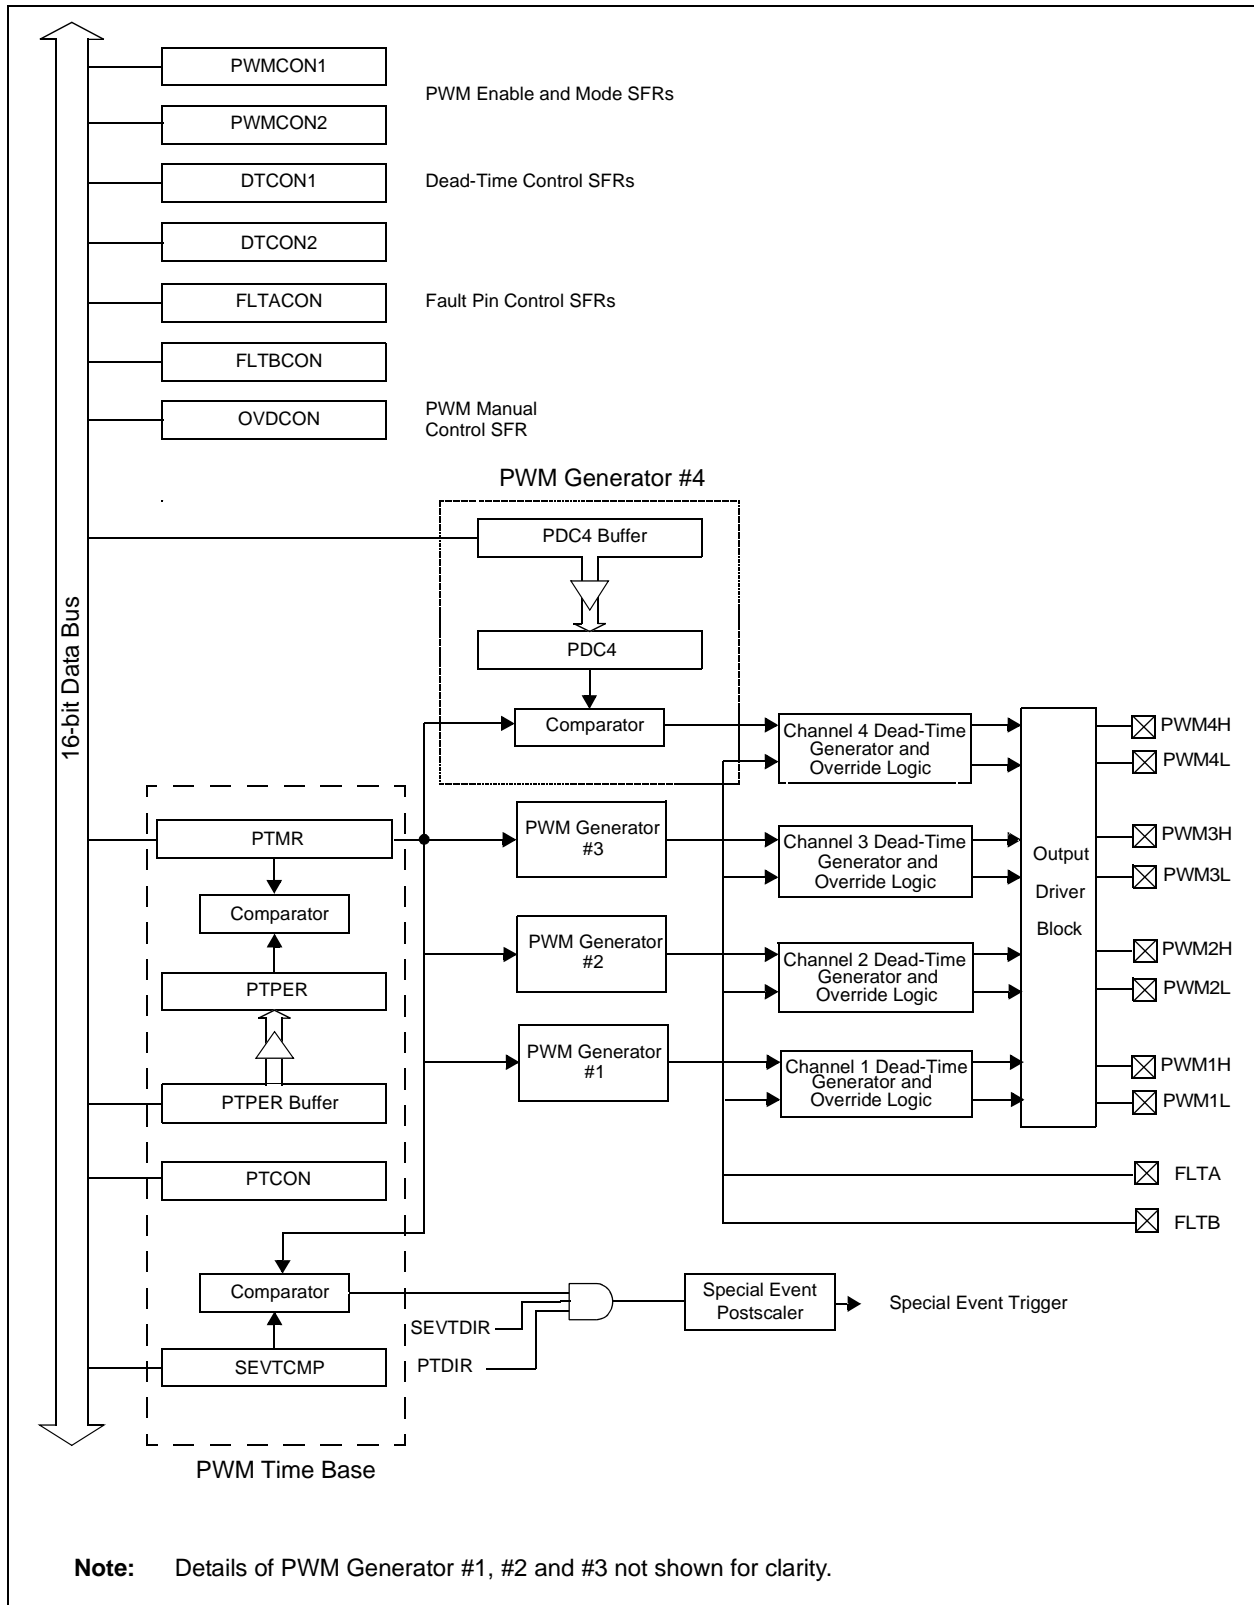 PWMCON1
PWM Enable and Mode SFRs
PWMCON2
DTCON1
Dead-Time Control SFRs
DTCON2
FLTACON
Fault Pin Control SFRs
FLTBCON
OVDCON
PWM Manual
Control SFR
PWM Generator #4
PDC4 Buffer
PDC4
Comparator
16-bit Data Bus
Channel 4 Dead-Time
Generator and
Override Logic
PWM4H
PWM4L
PTMR
Comparator
PTPER
PTPER Buffer
PTCON
Comparator
SEVTCMP
PWM Time Base
PWM Generator
#3
Channel 3 Dead-Time
Generator and
Override Logic
PWM3H
PWM3L
Output
Driver
Block
PWM Generator
#2
Channel 2 Dead-Time
Generator and
Override Logic
PWM2H
PWM2L
PWM Generator
#1
Channel 1 Dead-Time
Generator and
Override Logic
PWM1H
PWM1L
FLTA
FLTB
SEVTDIR
PTDIR
Special Event
Postscaler
Special Event Trigger
Note: Details of PWM Generator #1, #2 and #3 not shown for clarity.